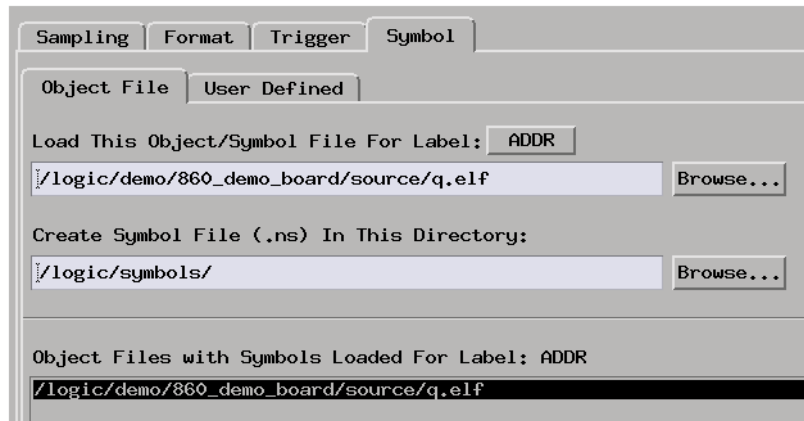 Sampling Format Trigger Symbol
Object File User Defined
Load This Object/Symbol File For Label: ADDR
/logic/demo/860_demo_board/source/q.elf Browse...
Create Symbol File (.ns) In This Directory:
/logic/symbols/ Browse...
Object Files with Symbols Loaded For Label: ADDR
/logic/demo/860_demo_board/source/q.elf